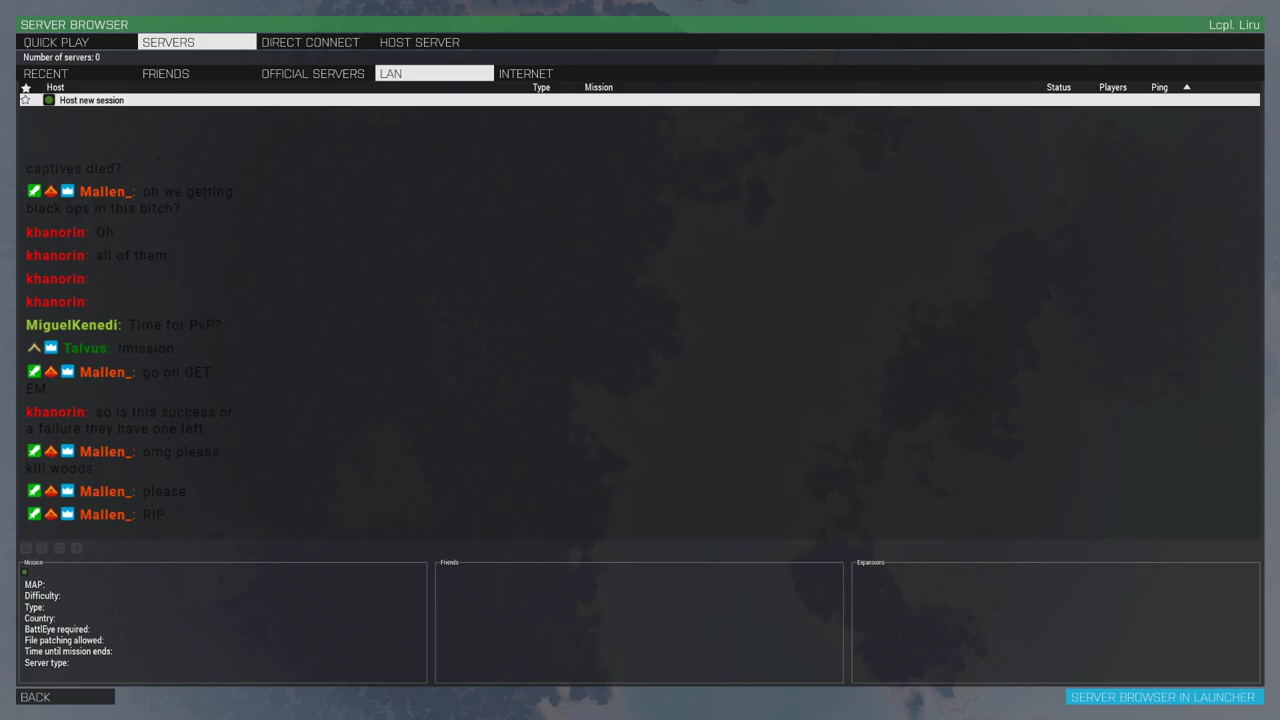 SERVER BROWSER
Lcpl. Liru
QUICK PLAY
SERVERS
DIRECT CONNECT
HOST SERVER
Number of servers: 0
RECENT
FRIENDS
OFFICIAL SERVERS
LAN
INTERNET
Host
Type
Mission
Status
Players
Ping
Host new session
captives died?
Mallen_: oh we getting
black ops in this bitch?
khanorin: Oh
khanorin: all of them
khanorin: . .
khanorin: . .
MiguelKenedi: Time for PvP?
Talvus: !mission
Mallen_: go on GET
EM
khanorin: so is this success or
a failure they have one left
Mallen_: omg please
kill woods
Mallen_: please
Mallen_: RIP
Mission
MAP:
Difficulty:
Type:
Country:
BattlEye required:
File patching allowed:
Time until mission ends:
Server type:
Friends
Expansions
BACK
SERVER BROWSER IN LAUNCHER